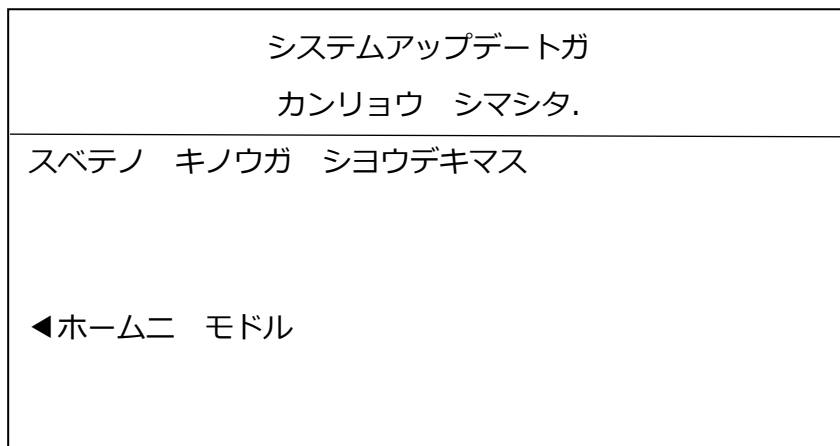 システムアップデートガ
カンリョウ　シマシタ.
スベテノ　キノウガ　シヨウデキマス
◀ホームニ　モドル